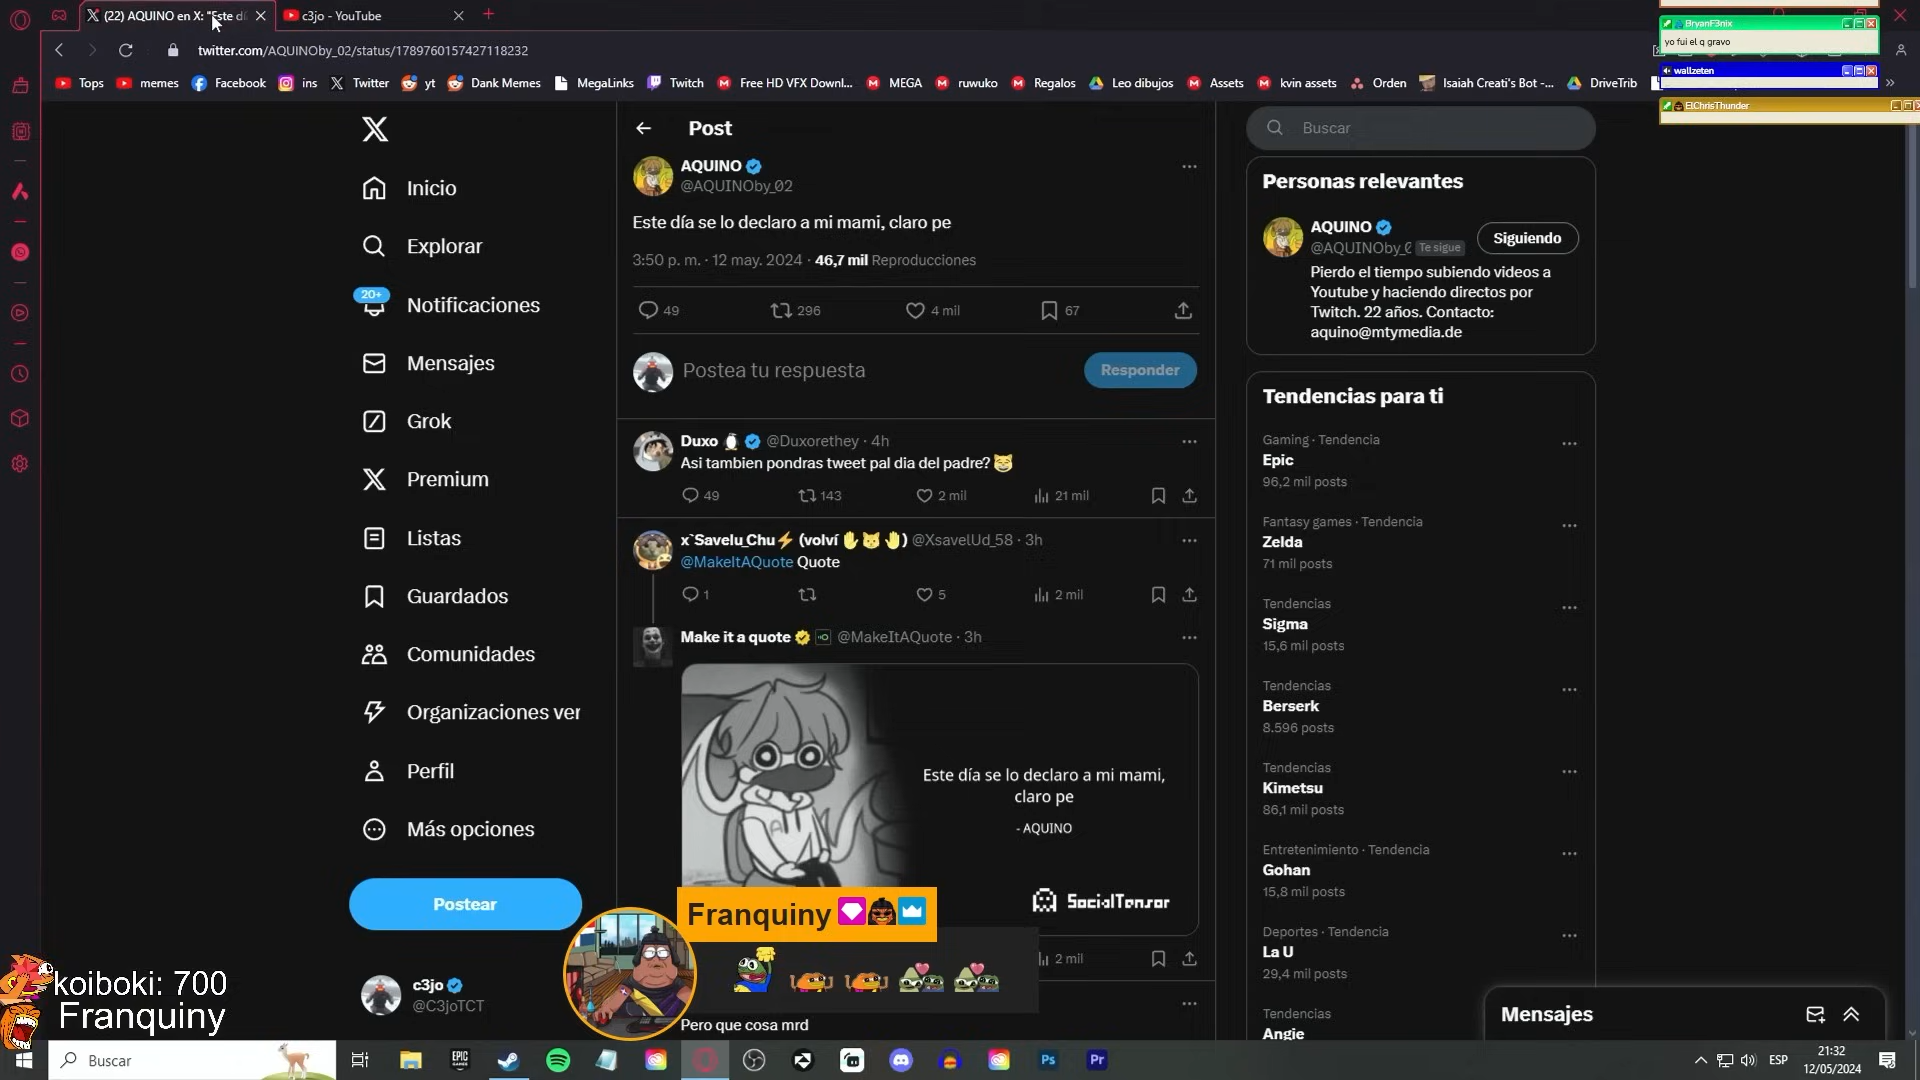 (22) AQUINO en X: "Este dí
c3jo - YouTube
twitter.com/AQUINOby_02/status/1789760157427118232
Tops
memes
Facebook
ins
Twitter
yt
Dank Memes
MegaLinks
Twitch
Free HD VFX Downl...
MEGA
ruwuko
Regalos
Leo dibujos
Assets
kvin assets
Orden
Isaiah Creati's Bot -...
DriveTrib
BryanF3nix
yo fui el q gravo
wallzeten
ElChrisThunder
Inicio
Explorar
20+
Notificaciones
Mensajes
Grok
Premium
Listas
Guardados
Comunidades
Organizaciones ver
Perfil
Más opciones
Postear
c3jo
@C3joTCT
Post
AQUINO
@AQUINOby_02
Este día se lo declaro a mi mami, claro pe
3:50 p. m. · 12 may. 2024 · 46,7 mil Reproducciones
49
296
4 mil
67
Postea tu respuesta
Responder
Duxo @Duxorethey · 4h
Asi tambien pondras tweet pal dia del padre? 😹
49
143
2 mil
21 mil
x`Savelu_Chu⚡ (volví ✋😼🤚) @XsavelUd_58 · 3h
@MakeItAQuote Quote
1
5
2 mil
Make it a quote @MakeItAQuote · 3h
Este día se lo declaro a mi mami,
claro pe
- AQUINO
SocialTensor
2 mil
Pero que cosa mrd
Buscar
Personas relevantes
AQUINO
@AQUINOby_0 Te sigue
Siguiendo
Pierdo el tiempo subiendo videos a
Youtube y haciendo directos por
Twitch. 22 años. Contacto:
aquino@mtymedia.de
Tendencias para ti
Gaming · Tendencia
Epic
96,2 mil posts
Fantasy games · Tendencia
Zelda
71 mil posts
Tendencias
Sigma
15,6 mil posts
Tendencias
Berserk
8.596 posts
Tendencias
Kimetsu
86,1 mil posts
Entretenimiento · Tendencia
Gohan
15,8 mil posts
Deportes · Tendencia
La U
29,4 mil posts
Tendencias
Angie
Mensajes
Franquiny
koiboki: 700
Franquiny
Buscar
EPIC
GAMES
Ps
Pr
ESP
21:32
12/05/2024